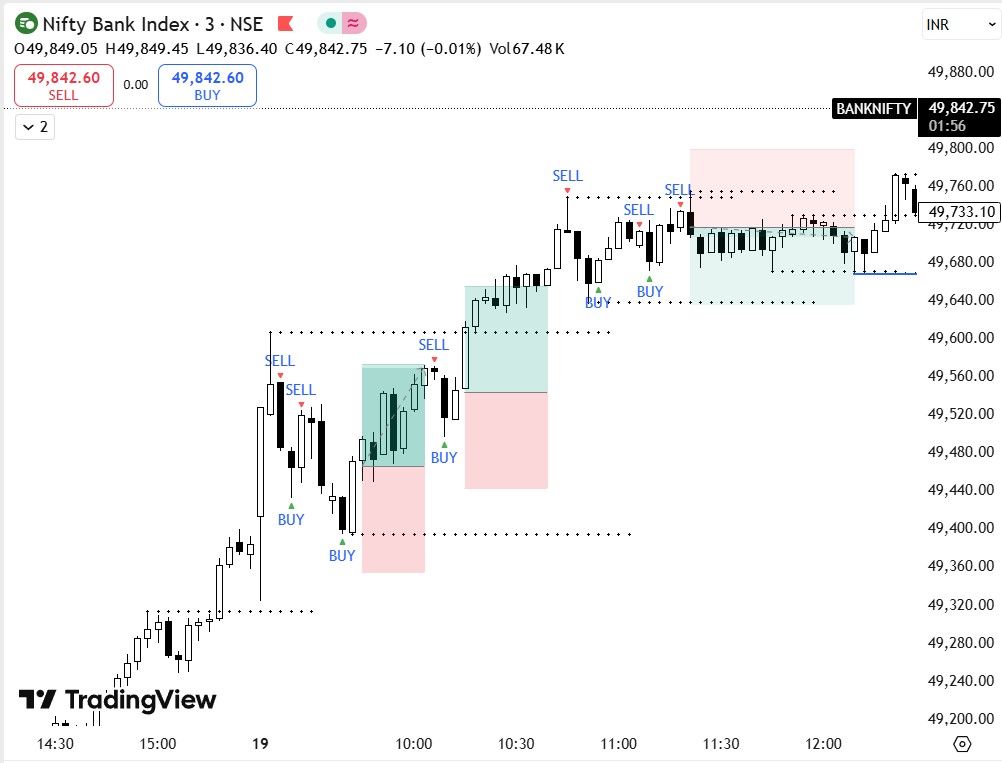 Nifty Bank Index · 3 · NSE
O49,849.05 H49,849.45 L49,836.40 C49,842.75 −7.10 (−0.01%) Vol67.48 K
INR
49,842.60
SELL
0.00
49,842.60
BUY
2
49,880.00
BANKNIFTY
49,842.75
01:56
49,800.00
49,760.00
49,733.10
49,720.00
49,680.00
49,640.00
49,600.00
49,560.00
49,520.00
49,480.00
49,440.00
49,400.00
49,360.00
49,320.00
49,280.00
49,240.00
49,200.00
SELL
SELL
SELL
SELL
BUY
BUY
SELL
SELL
SELL
BUY
BUY
BUY
TradingView
14:30
15:00
19
10:00
10:30
11:00
11:30
12:00